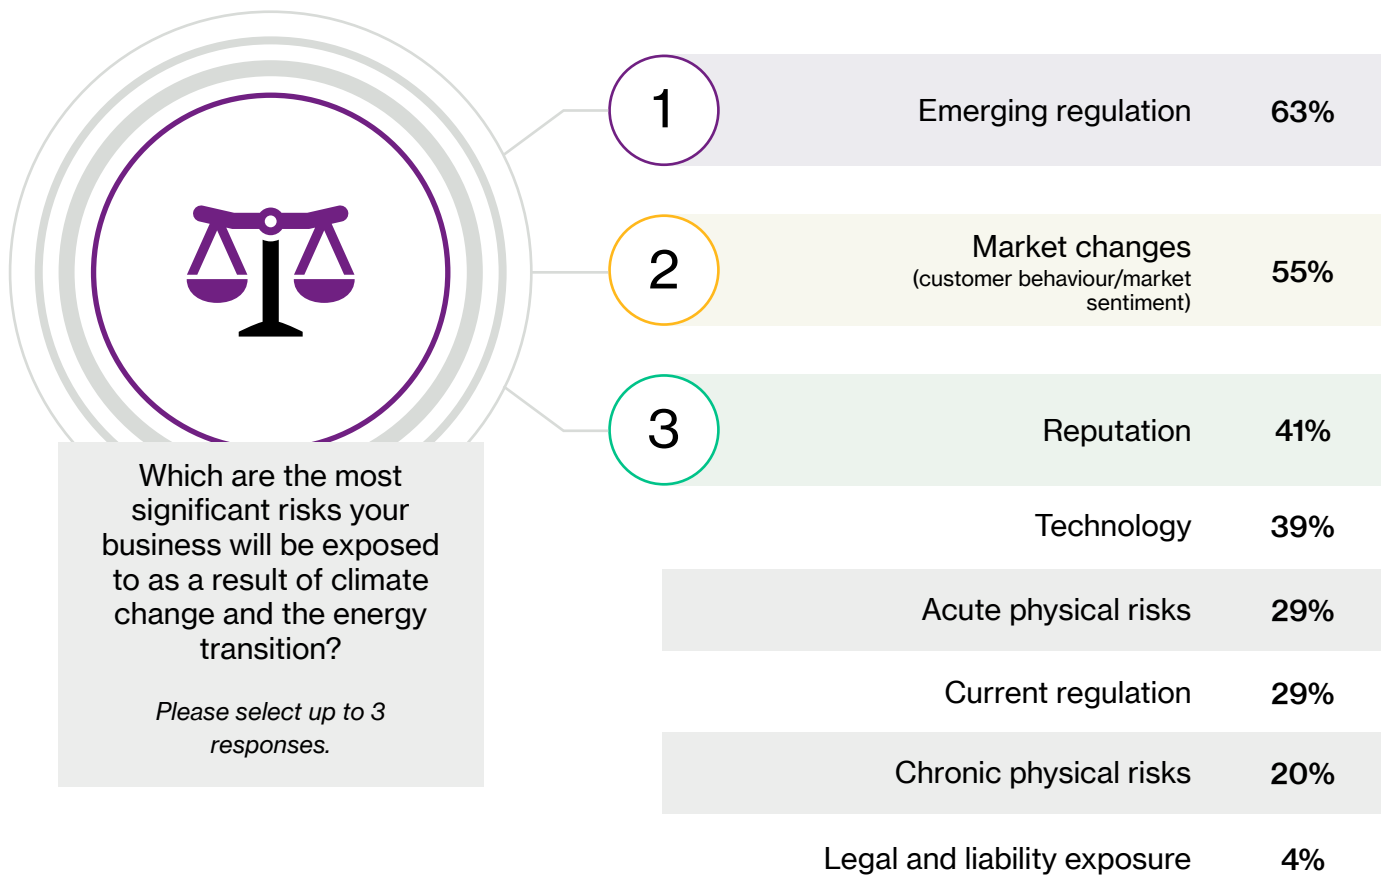 1
Emerging regulation 63%
2
Market changes
(customer behaviour/market
sentiment)
55%
3
Reputation 41%
Which are the most
significant risks your
business will be exposed
to as a result of climate
change and the energy
transition?
Please select up to 3
responses.
Technology 39%
Acute physical risks 29%
Current regulation 29%
Chronic physical risks 20%
Legal and liability exposure 4%